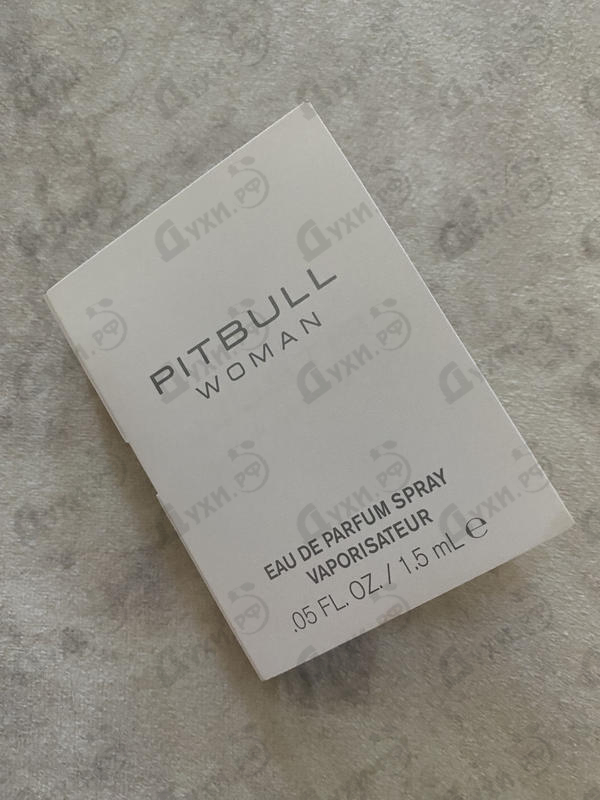 PITBULL
WOMAN
EAU DE PARFUM SPRAY
VAPORISATEUR
.05 FL. OZ. / 1.5 mL ℮
Духи.РФ